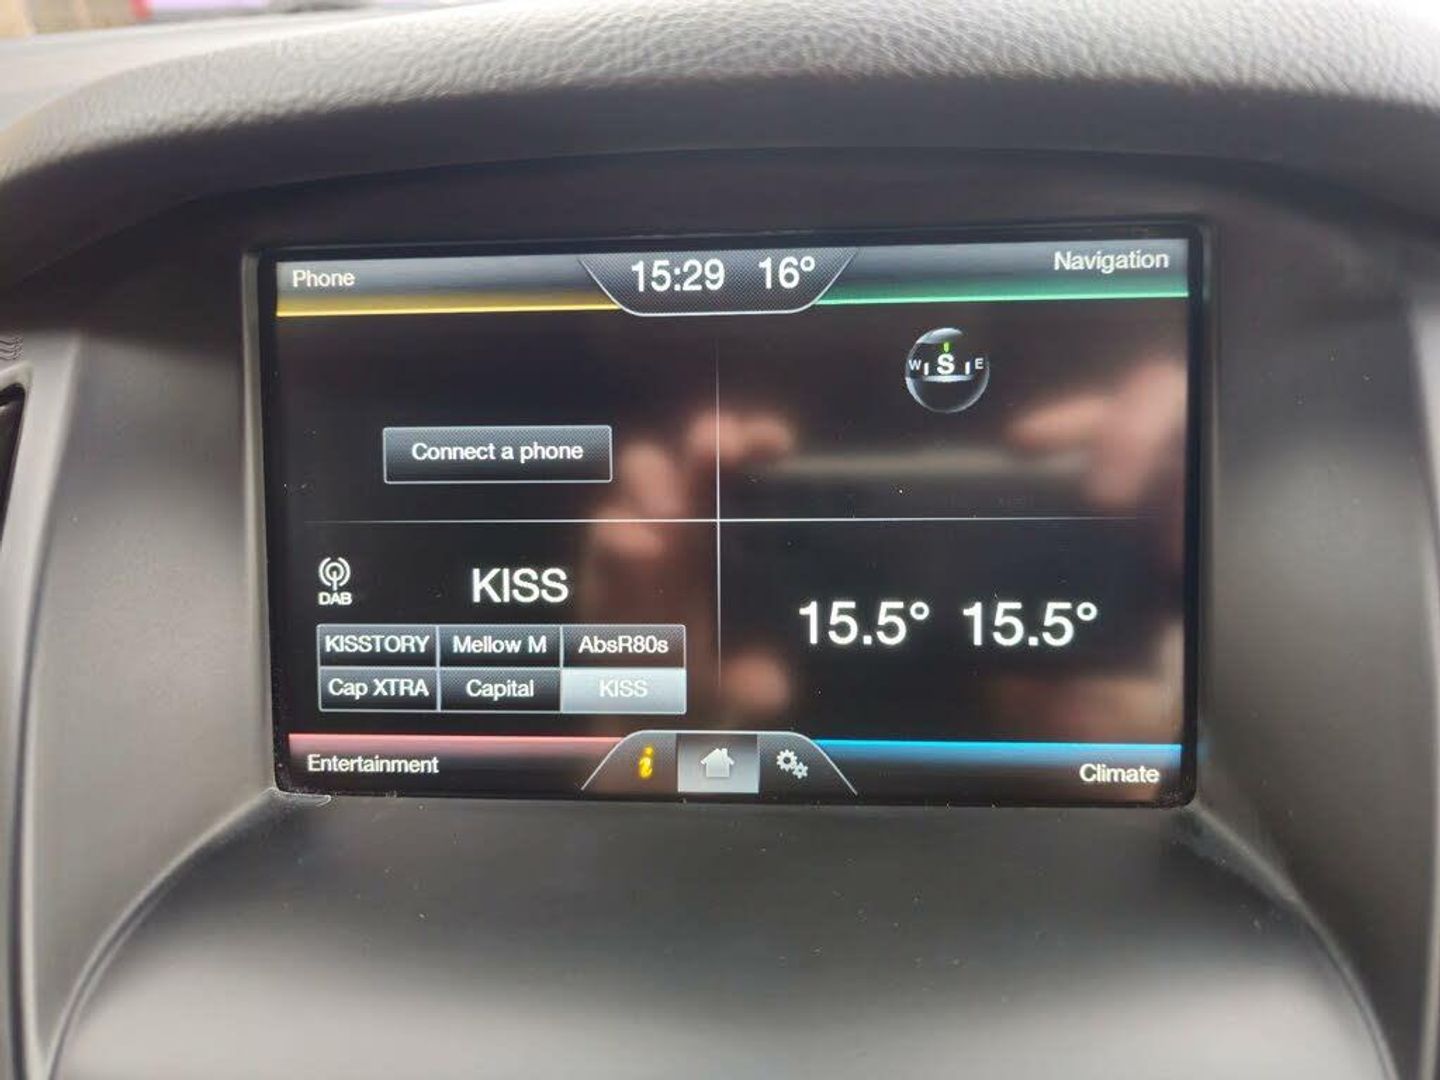 Phone
15:29 16°
Navigation
W S E
Connect a phone
DAB
KISS
KISSTORY Mellow M AbsR80s
Cap XTRA Capital KISS
15.5° 15.5°
Entertainment
i
Climate